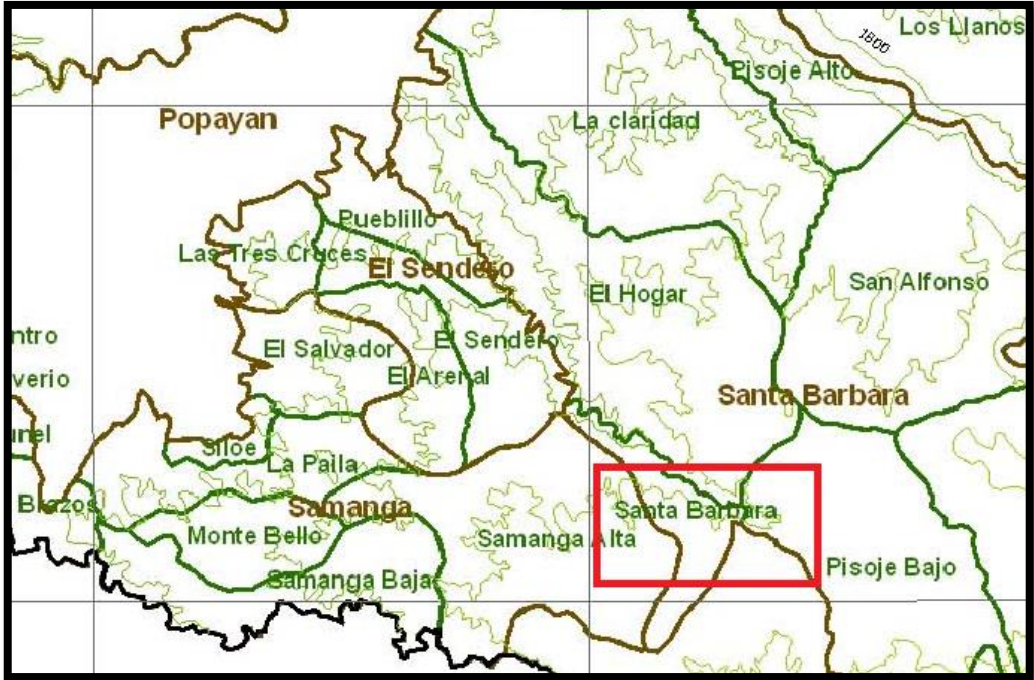 Los Llanos
1800
Pisoje Alto
Popayan
La claridad
Pueblillo
Las Tres Cruces
El Sendero
San Alfonso
El Hogar
ntro
El Salvador
El Sendero
verio
El Arenal
Santa Barbara
unel
Siloe
La Paila
Brazos
Samanga
Santa Barbara
Monte Bello
Samanga Alta
Pisoje Bajo
Samanga Baja